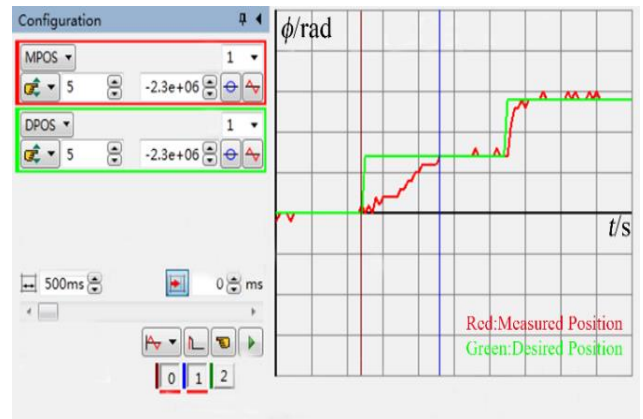 Configuration
MPOS 1
5 -2.3e+06
DPOS 1
5 -2.3e+06
500ms 0 ms
0 1 2
ϕ/rad
t/s
Red:Measured Position
Green:Desired Position